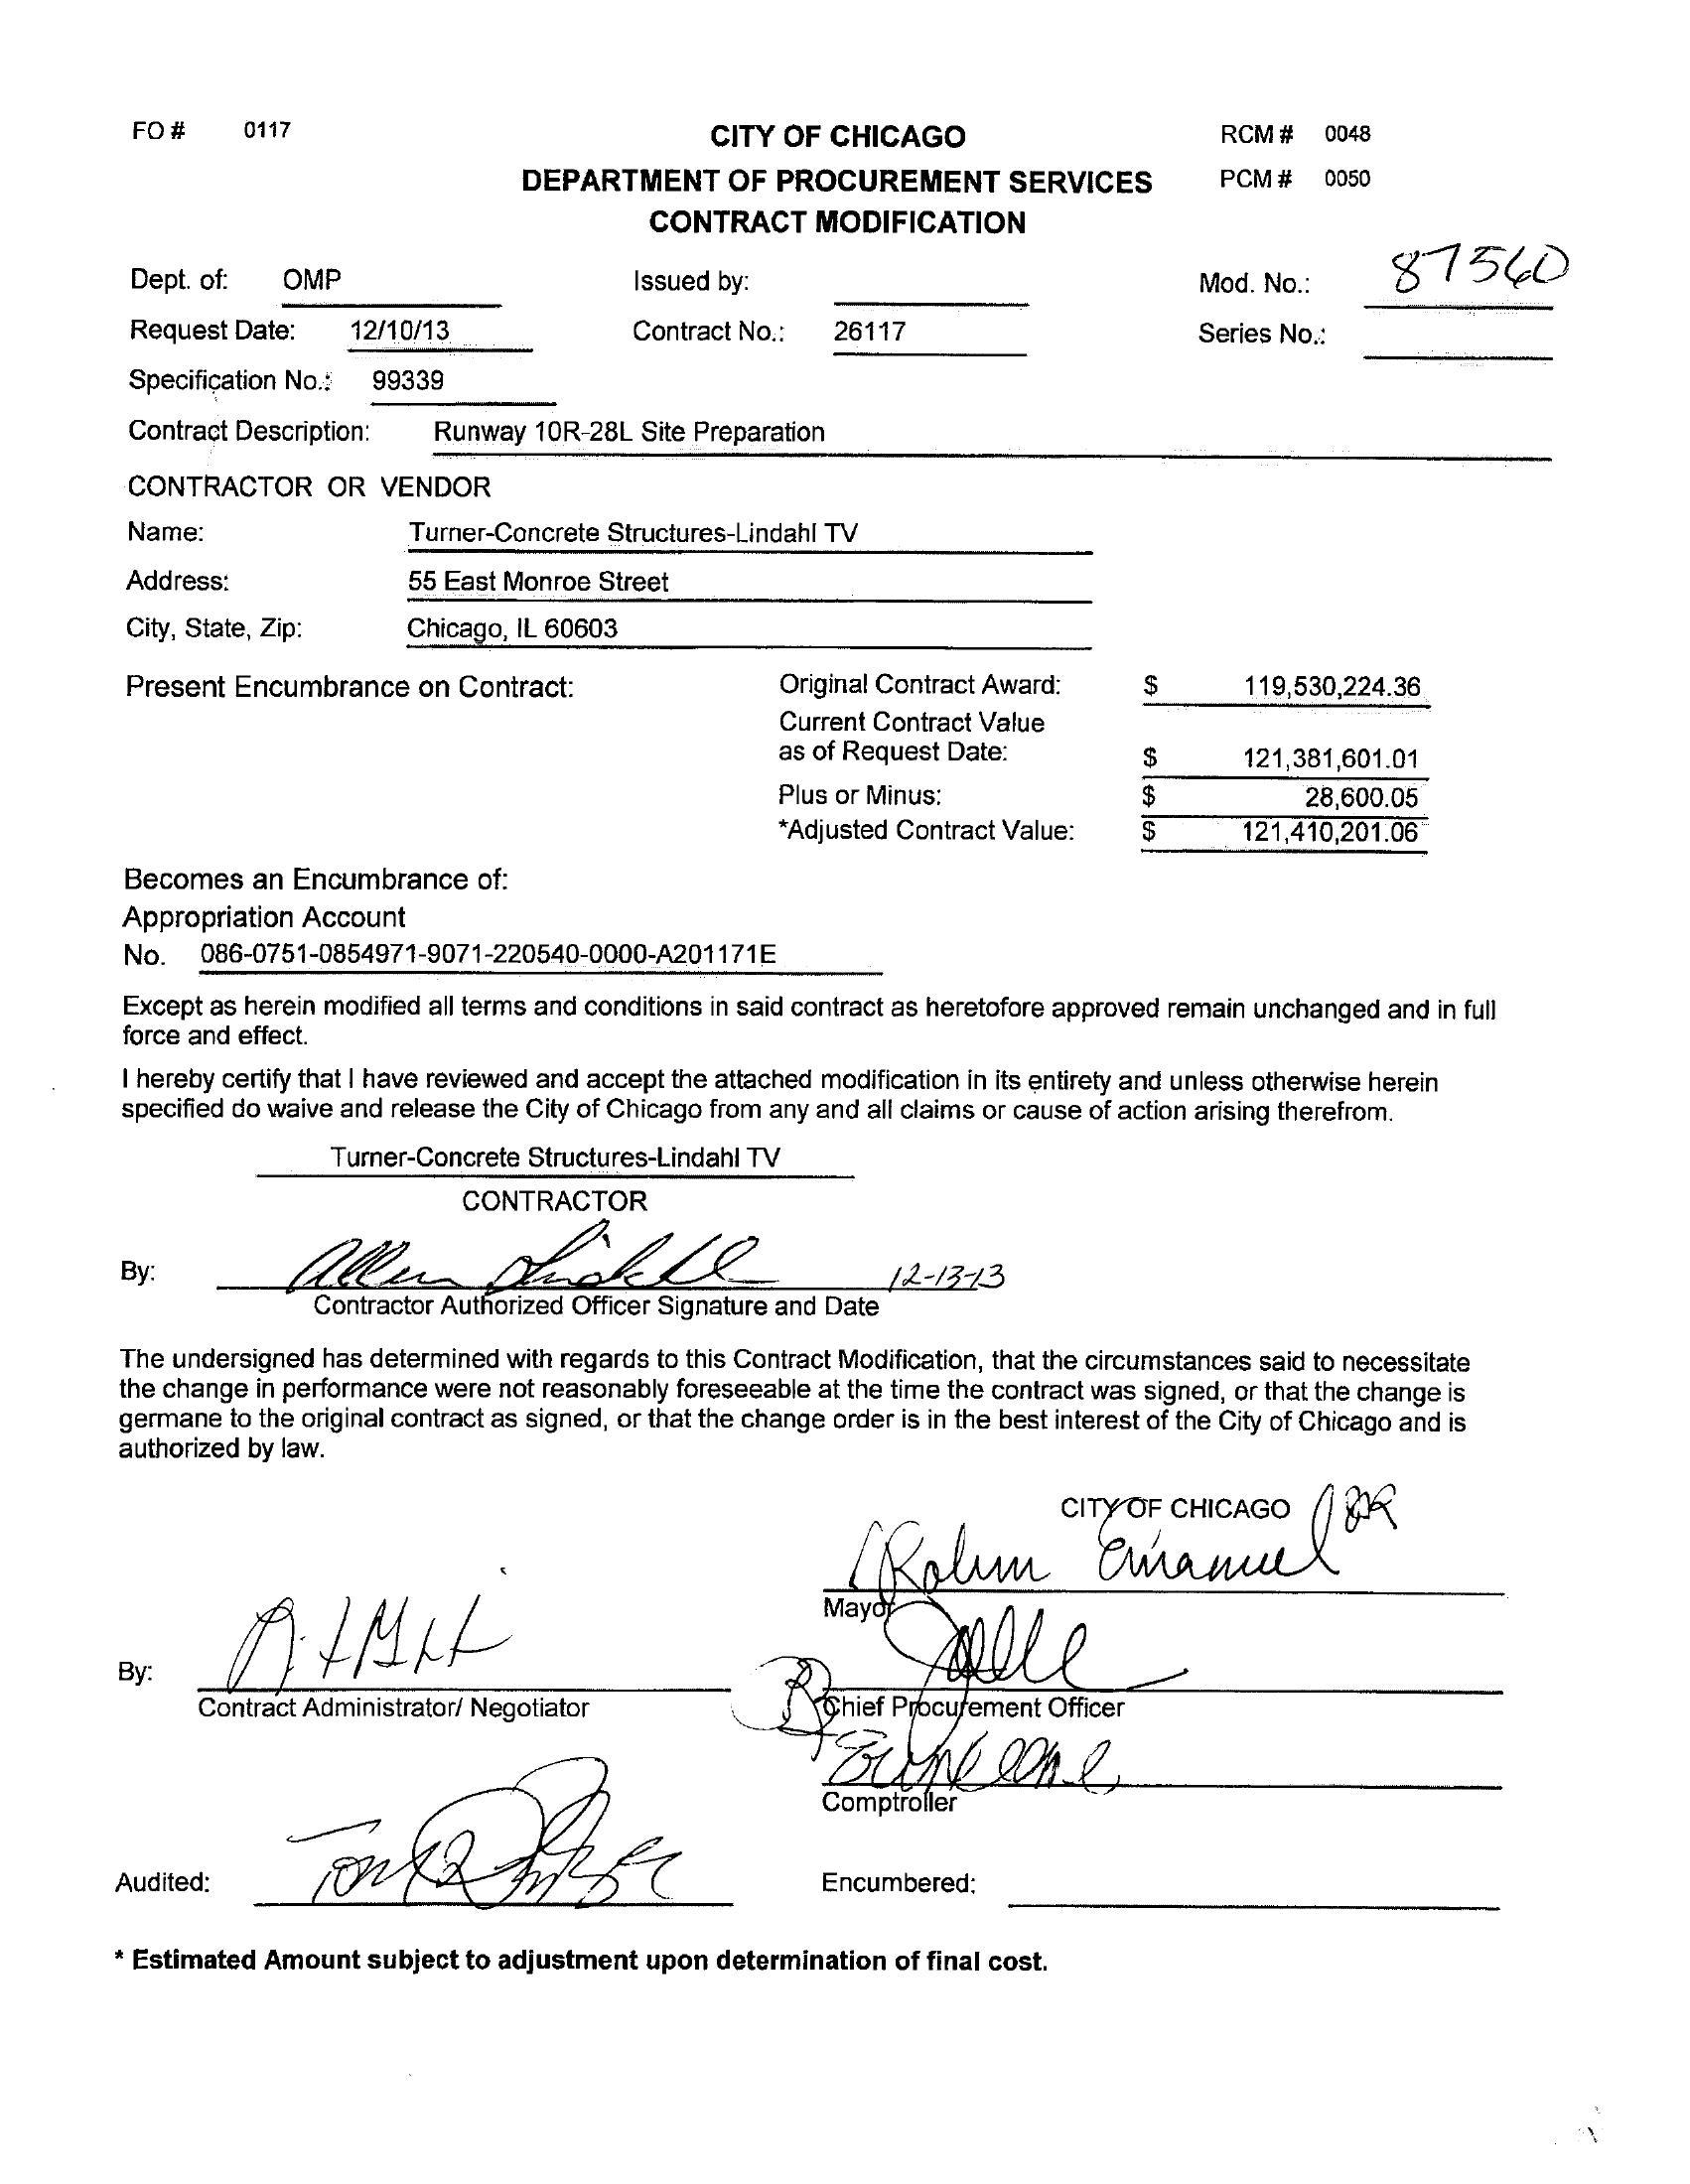 FO # 0117 CITY OF CHICAGO RCM # 0048
DEPARTMENT OF PROCUREMENT SERVICES PCM # 0050
CONTRACT MODIFICATION
Dept. of: OMP Issued by: Mod. No.: 87560
Request Date: 12/10/13 Contract No.: 26117 Series No.:
Specification No.: 99339
Contract Description: Runway 10R-28L Site Preparation
CONTRACTOR OR VENDOR
Name: Turner-Concrete Structures-Lindahl TV
Address: 55 East Monroe Street
City, State, Zip: Chicago, IL 60603
Present Encumbrance on Contract: Original Contract Award: $ 119,530,224.36
Current Contract Value
as of Request Date: $ 121,381,601.01
Plus or Minus: $ 28,600.05
*Adjusted Contract Value: $ 121,410,201.06
Becomes an Encumbrance of:
Appropriation Account
No. 086-0751-0854971-9071-220540-0000-A201171E
Except as herein modified all terms and conditions in said contract as heretofore approved remain unchanged and in full
force and effect.
I hereby certify that I have reviewed and accept the attached modification in its entirety and unless otherwise herein
specified do waive and release the City of Chicago from any and all claims or cause of action arising therefrom.
Turner-Concrete Structures-Lindahl TV
CONTRACTOR
By: Allen 12-13-13
Contractor Authorized Officer Signature and Date
The undersigned has determined with regards to this Contract Modification, that the circumstances said to necessitate
the change in performance were not reasonably foreseeable at the time the contract was signed, or that the change is
germane to the original contract as signed, or that the change order is in the best interest of the City of Chicago and is
authorized by law.
CITY OF CHICAGO
Rahm Emanuel
Mayor
By:
Contract Administrator/ Negotiator Chief Procurement Officer
Comptroller
Audited: Encumbered:
* Estimated Amount subject to adjustment upon determination of final cost.